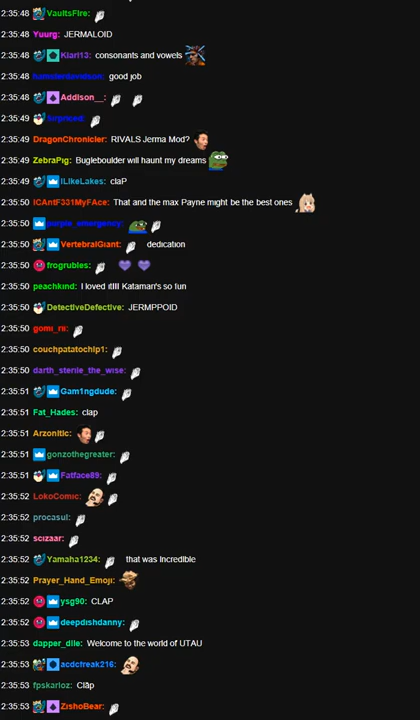 2:35:48 VaultsFire:
2:35:48 Yuurg: JERMALOID
2:35:48 Kiari13: consonants and vowels
2:35:48 good job
2:35:48 Addison__:
2:35:49
2:35:49 DragonChronicler: RIVALS Jerma Mod?
2:35:49 ZebraPig: Bugleboulder will haunt my dreams
2:35:49 ILikeLakes: claP
2:35:50 ICAntF331MyFAce: That and the max Payne might be the best ones
2:35:50 purple_emergency:
2:35:50 VertebralGiant: dedication
2:35:50 frogrubles:
2:35:50 peachkind: I loved it!!! Kataman's so fun
2:35:50 DetectiveDefective: JERMPPOID
2:35:50 gomi_rii:
2:35:50 couchpatatochip1:
2:35:50 darth_sterile_the_wise:
2:35:51 Gam1ngdude:
2:35:51 Fat_Hades: clap
2:35:51 Arzonitic:
2:35:51 gonzothegreater:
2:35:51 Fatface89:
2:35:52 LokoComic:
2:35:52 procasul:
2:35:52 scizaar:
2:35:52 Yamaha1234: that was incredible
2:35:52 Prayer_Hand_Emoji:
2:35:52 ysg90: CLAP
2:35:52 deepdishdanny:
2:35:53 dapper_dile: Welcome to the world of UTAU
2:35:53 acdcfreak216:
2:35:53 fpskarloz: Clâp
2:35:53 ZishoBear: